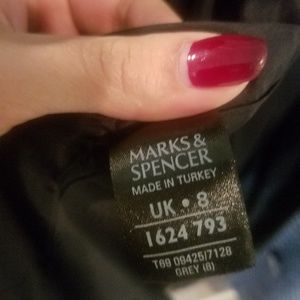 MARKS &
SPENCER
MADE IN TURKEY
UK • 8
1624 793
T69 09425/7128
GREY (8)